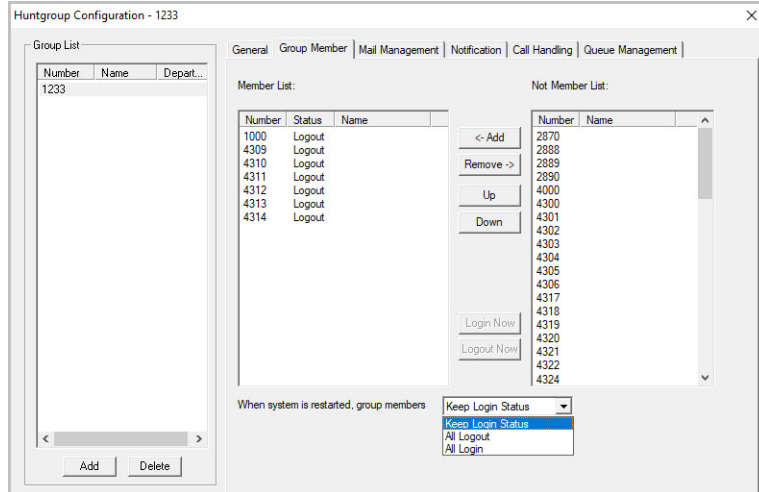 Huntgroup Configuration - 1233
Group List
Number Name Depart...
1233
Add Delete
General Group Member Mail Management Notification Call Handling Queue Management
Member List:
Number Status Name
1000 Logout
4309 Logout
4310 Logout
4311 Logout
4312 Logout
4313 Logout
4314 Logout
<- Add
Remove ->
Up
Down
Login Now
Logout Now
Not Member List:
Number Name
2870
2888
2889
2890
4000
4300
4301
4302
4303
4304
4305
4306
4317
4318
4319
4320
4321
4322
4324
When system is restarted, group members Keep Login Status
Keep Login Status
All Logout
All Login